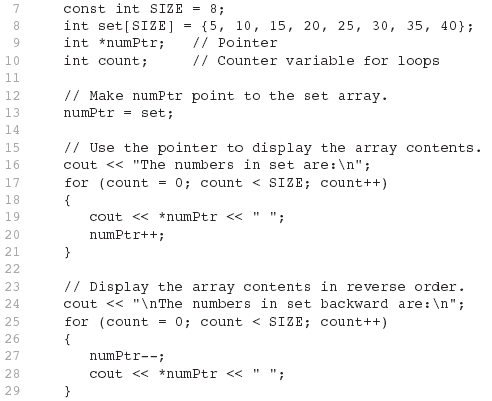 7 const int SIZE = 8;
8 int set[SIZE] = {5, 10, 15, 20, 25, 30, 35, 40};
9 int *numPtr;   // Pointer
10 int count;     // Counter variable for loops
11
12 // Make numPtr point to the set array.
13 numPtr = set;
14
15 // Use the pointer to display the array contents.
16 cout << "The numbers in set are:\n";
17 for (count = 0; count < SIZE; count++)
18 {
19    cout << *numPtr << " ";
20    numPtr++;
21 }
22
23 // Display the array contents in reverse order.
24 cout << "\nThe numbers in set backward are:\n";
25 for (count = 0; count < SIZE; count++)
26 {
27    numPtr--;
28    cout << *numPtr << " ";
29 }